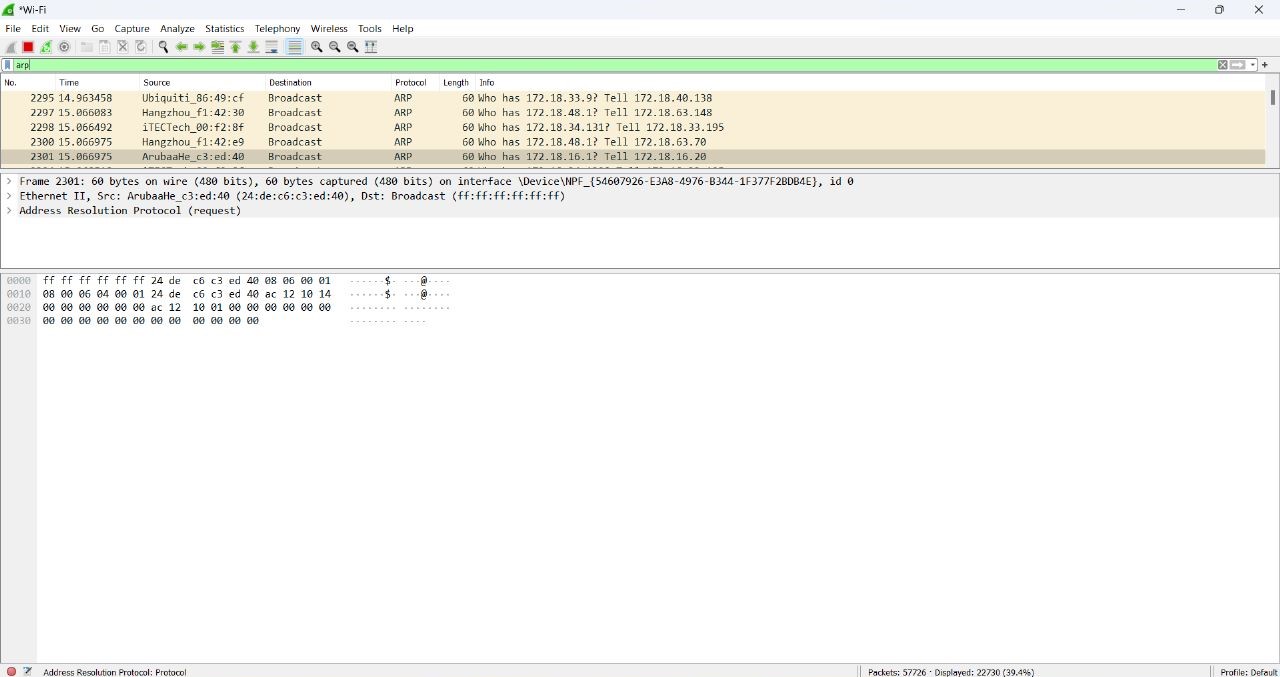 *Wi-Fi
File Edit View Go Capture Analyze Statistics Telephony Wireless Tools Help
arp
No. Time Source Destination Protocol Length Info
2295 14.963458 Ubiquiti_86:49:cf Broadcast ARP 60 Who has 172.18.33.9? Tell 172.18.40.138
2297 15.066083 Hangzhou_f1:42:30 Broadcast ARP 60 Who has 172.18.48.1? Tell 172.18.63.148
2298 15.066492 iTECTech_00:f2:8f Broadcast ARP 60 Who has 172.18.34.131? Tell 172.18.33.195
2300 15.066975 Hangzhou_f1:42:e9 Broadcast ARP 60 Who has 172.18.48.1? Tell 172.18.63.70
2301 15.066975 ArubaaHe_c3:ed:40 Broadcast ARP 60 Who has 172.18.16.1? Tell 172.18.16.20
> Frame 2301: 60 bytes on wire (480 bits), 60 bytes captured (480 bits) on interface \Device\NPF_{54607926-E3A8-4976-B344-1F377F2BDB4E}, id 0
> Ethernet II, Src: ArubaaHe_c3:ed:40 (24:de:c6:c3:ed:40), Dst: Broadcast (ff:ff:ff:ff:ff:ff)
> Address Resolution Protocol (request)
0000 ff ff ff ff ff ff 24 de c6 c3 ed 40 08 06 00 01 ······$· ···@····
0010 08 00 06 04 00 01 24 de c6 c3 ed 40 ac 12 10 14 ······$· ···@····
0020 00 00 00 00 00 00 ac 12 10 01 00 00 00 00 00 00 ········ ········
0030 00 00 00 00 00 00 00 00 00 00 00 00 ········ ····
Address Resolution Protocol: Protocol Packets: 57726 · Displayed: 22730 (39.4%) Profile: Default